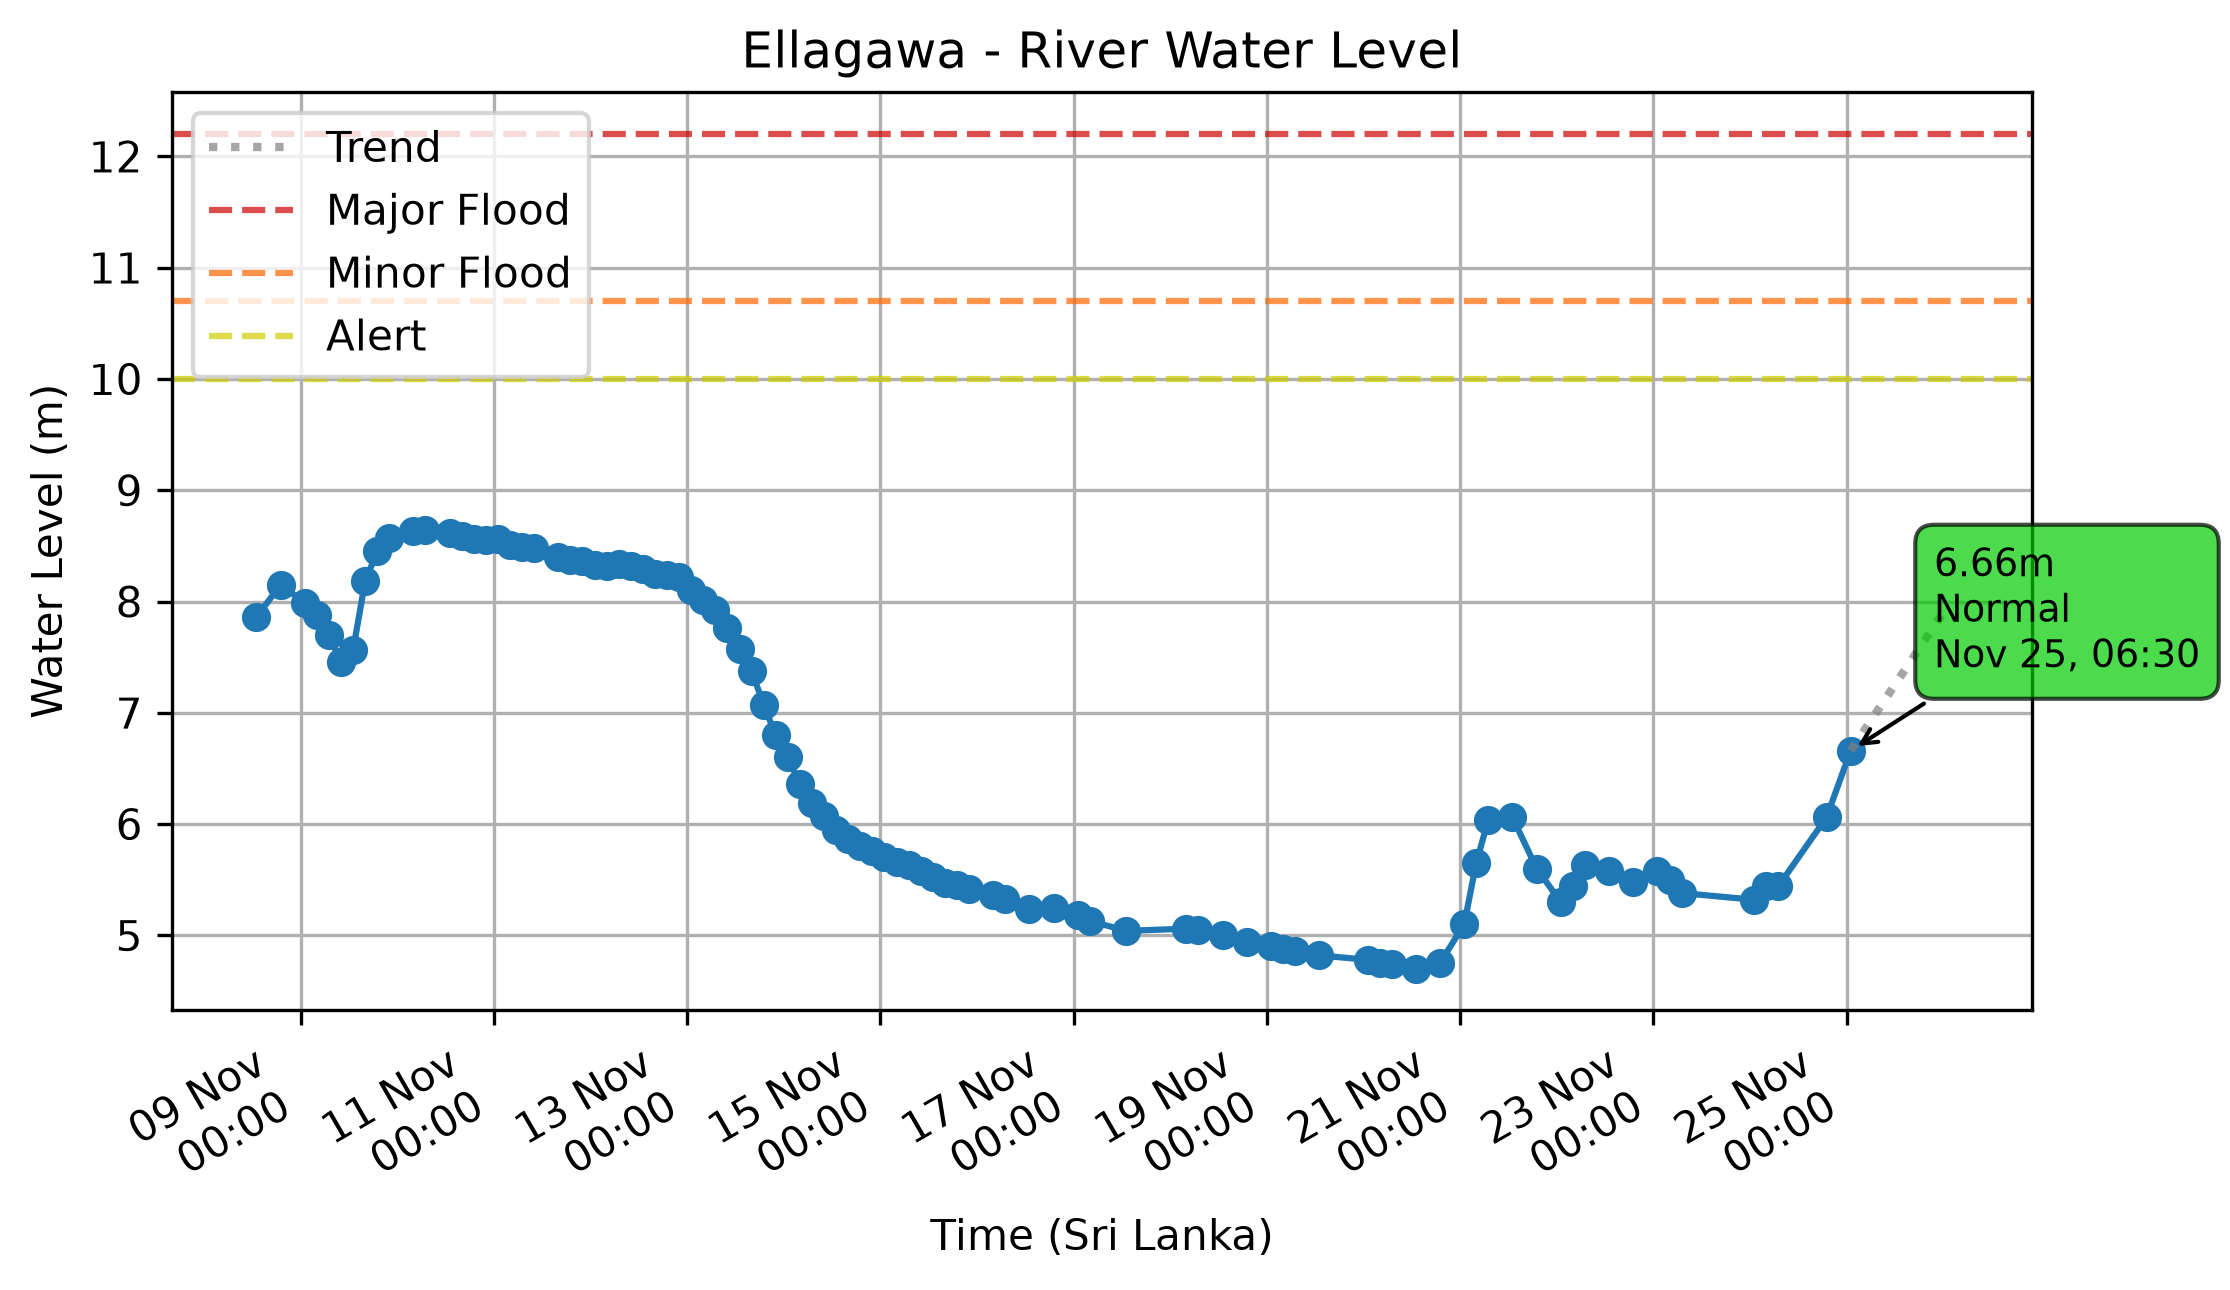 Ellagawa - River Water Level
Trend
Major Flood
Minor Flood
Alert
12
11
10
9
8
7
6
5
Water Level (m)
6.66m
Normal
Nov 25, 06:30
09 Nov
00:00
11 Nov
00:00
13 Nov
00:00
15 Nov
00:00
17 Nov
00:00
19 Nov
00:00
21 Nov
00:00
23 Nov
00:00
25 Nov
00:00
Time (Sri Lanka)